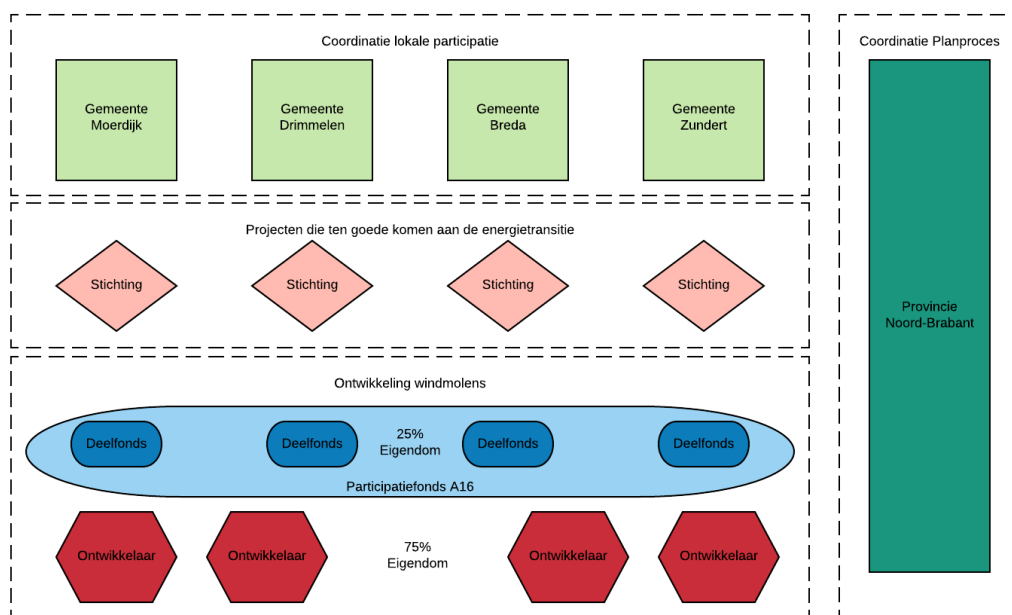 Coordinatie lokale participatie
Gemeente
Moerdijk
Gemeente
Drimmelen
Gemeente
Breda
Gemeente
Zundert
Projecten die ten goede komen aan de energietransitie
Stichting
Stichting
Stichting
Stichting
Ontwikkeling windmolens
Deelfonds
Deelfonds
25%
Eigendom
Deelfonds
Deelfonds
Participatiefonds A16
Ontwikkelaar
Ontwikkelaar
75%
Eigendom
Ontwikkelaar
Ontwikkelaar
Coordinatie Planproces
Provincie
Noord-Brabant